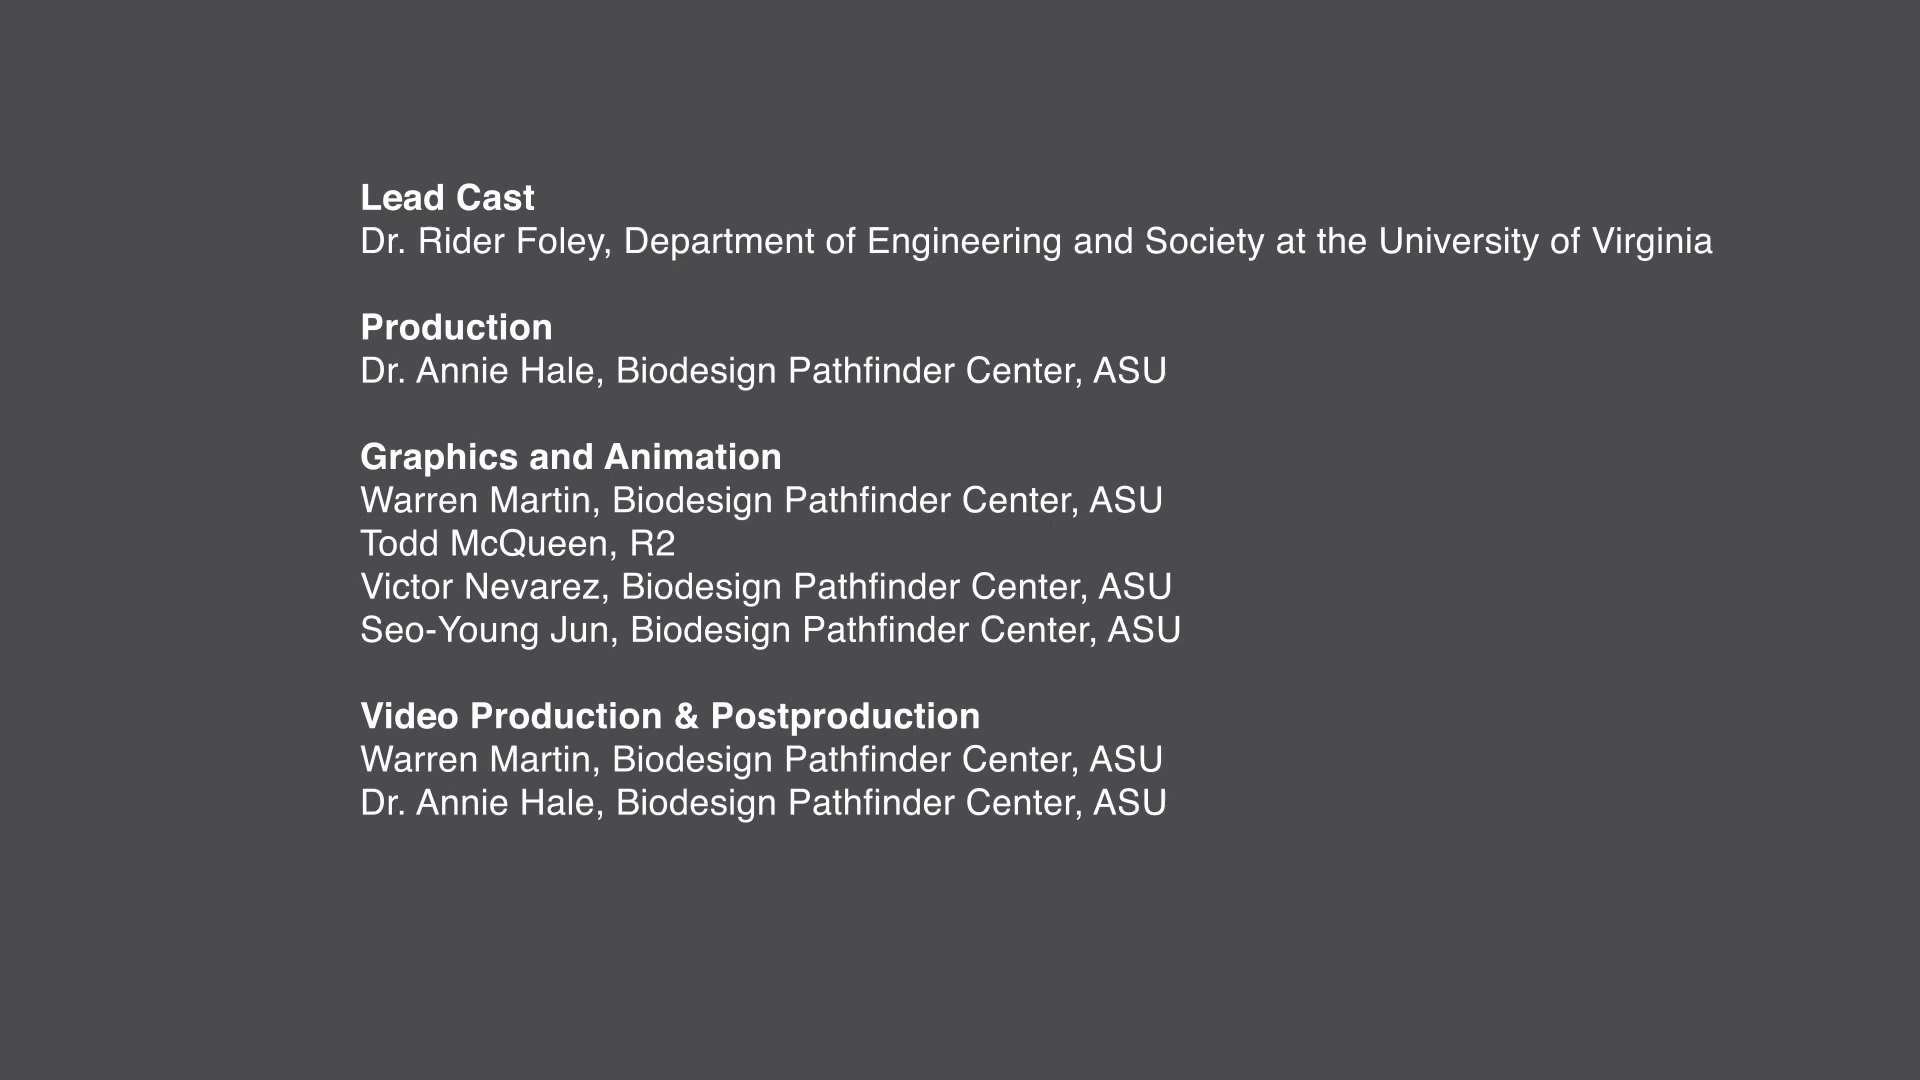 Lead Cast
Dr. Rider Foley, Department of Engineering and Society at the University of Virginia
Production
Dr. Annie Hale, Biodesign Pathfinder Center, ASU
Graphics and Animation
Warren Martin, Biodesign Pathfinder Center, ASU
Todd McQueen, R2
Victor Nevarez, Biodesign Pathfinder Center, ASU
Seo-Young Jun, Biodesign Pathfinder Center, ASU
Video Production & Postproduction
Warren Martin, Biodesign Pathfinder Center, ASU
Dr. Annie Hale, Biodesign Pathfinder Center, ASU